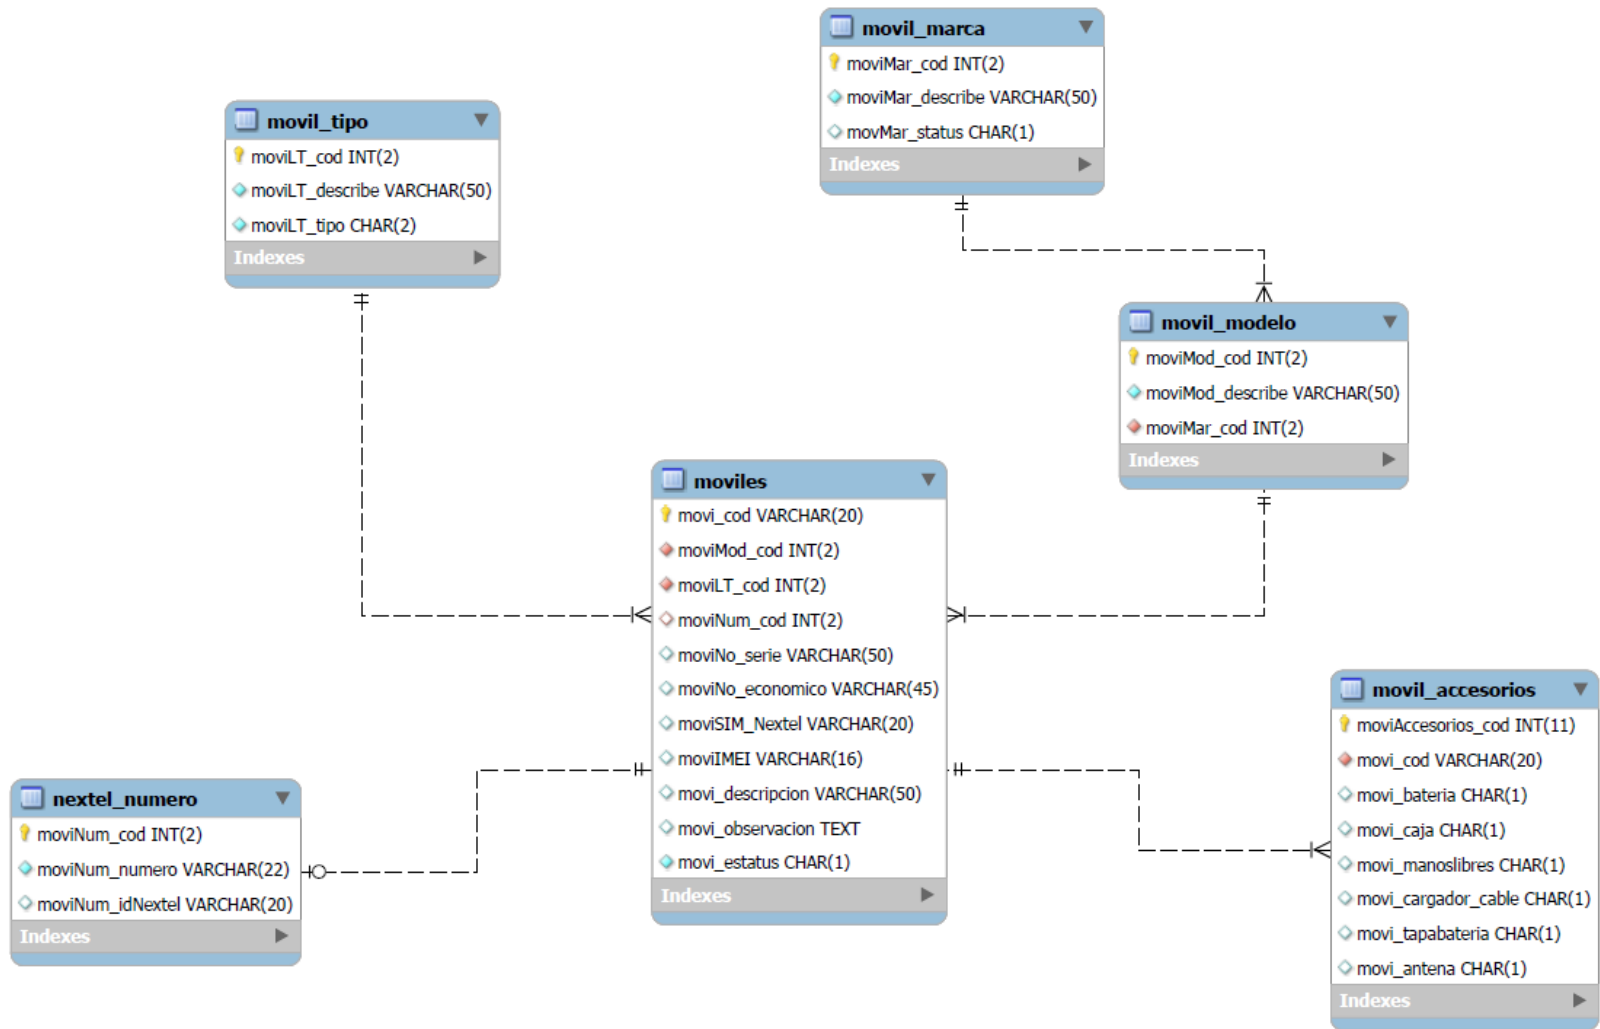 movil_marca
moviMar_cod INT(2)
moviMar_describe VARCHAR(50)
movMar_status CHAR(1)
Indexes
movil_tipo
moviLT_cod INT(2)
moviLT_describe VARCHAR(50)
moviLT_tipo CHAR(2)
Indexes
movil_modelo
moviMod_cod INT(2)
moviMod_describe VARCHAR(50)
moviMar_cod INT(2)
Indexes
moviles
movi_cod VARCHAR(20)
moviMod_cod INT(2)
moviLT_cod INT(2)
moviNum_cod INT(2)
moviNo_serie VARCHAR(50)
moviNo_economico VARCHAR(45)
moviSIM_Nextel VARCHAR(20)
moviIMEI VARCHAR(16)
movi_descripcion VARCHAR(50)
movi_observacion TEXT
movi_estatus CHAR(1)
Indexes
movil_accesorios
moviAccesorios_cod INT(11)
movi_cod VARCHAR(20)
movi_bateria CHAR(1)
movi_caja CHAR(1)
movi_manoslibres CHAR(1)
movi_cargador_cable CHAR(1)
movi_tapabateria CHAR(1)
movi_antena CHAR(1)
Indexes
nextel_numero
moviNum_cod INT(2)
moviNum_numero VARCHAR(22)
moviNum_idNextel VARCHAR(20)
Indexes